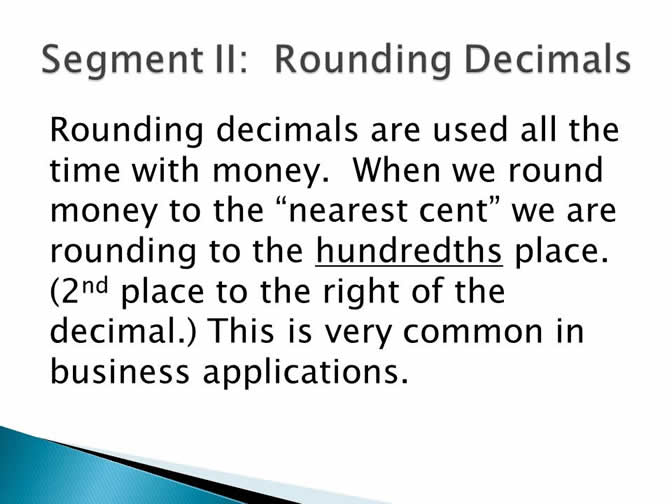 Segment II:  Rounding Decimals
Rounding decimals are used all the
time with money.  When we round
money to the “nearest cent” we are
rounding to the hundredths place.
(2nd place to the right of the
decimal.) This is very common in
business applications.